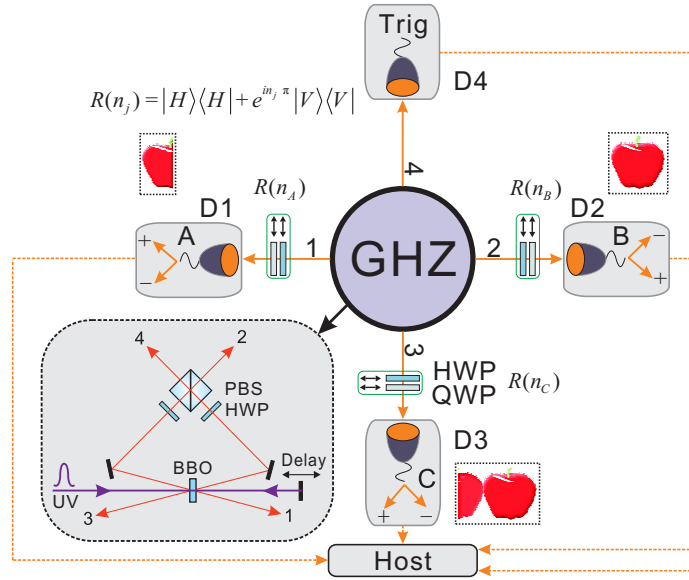 Trig
D4
R(n_j) = |H⟩⟨H| + e^{in_j π} |V⟩⟨V|
4
R(n_A)
R(n_B)
D1
D2
A
+
−
1
GHZ
2
B
−
+
3
HWP
QWP
R(n_C)
4
2
PBS
HWP
BBO
Delay
UV
3
1
D3
C
+
−
Host